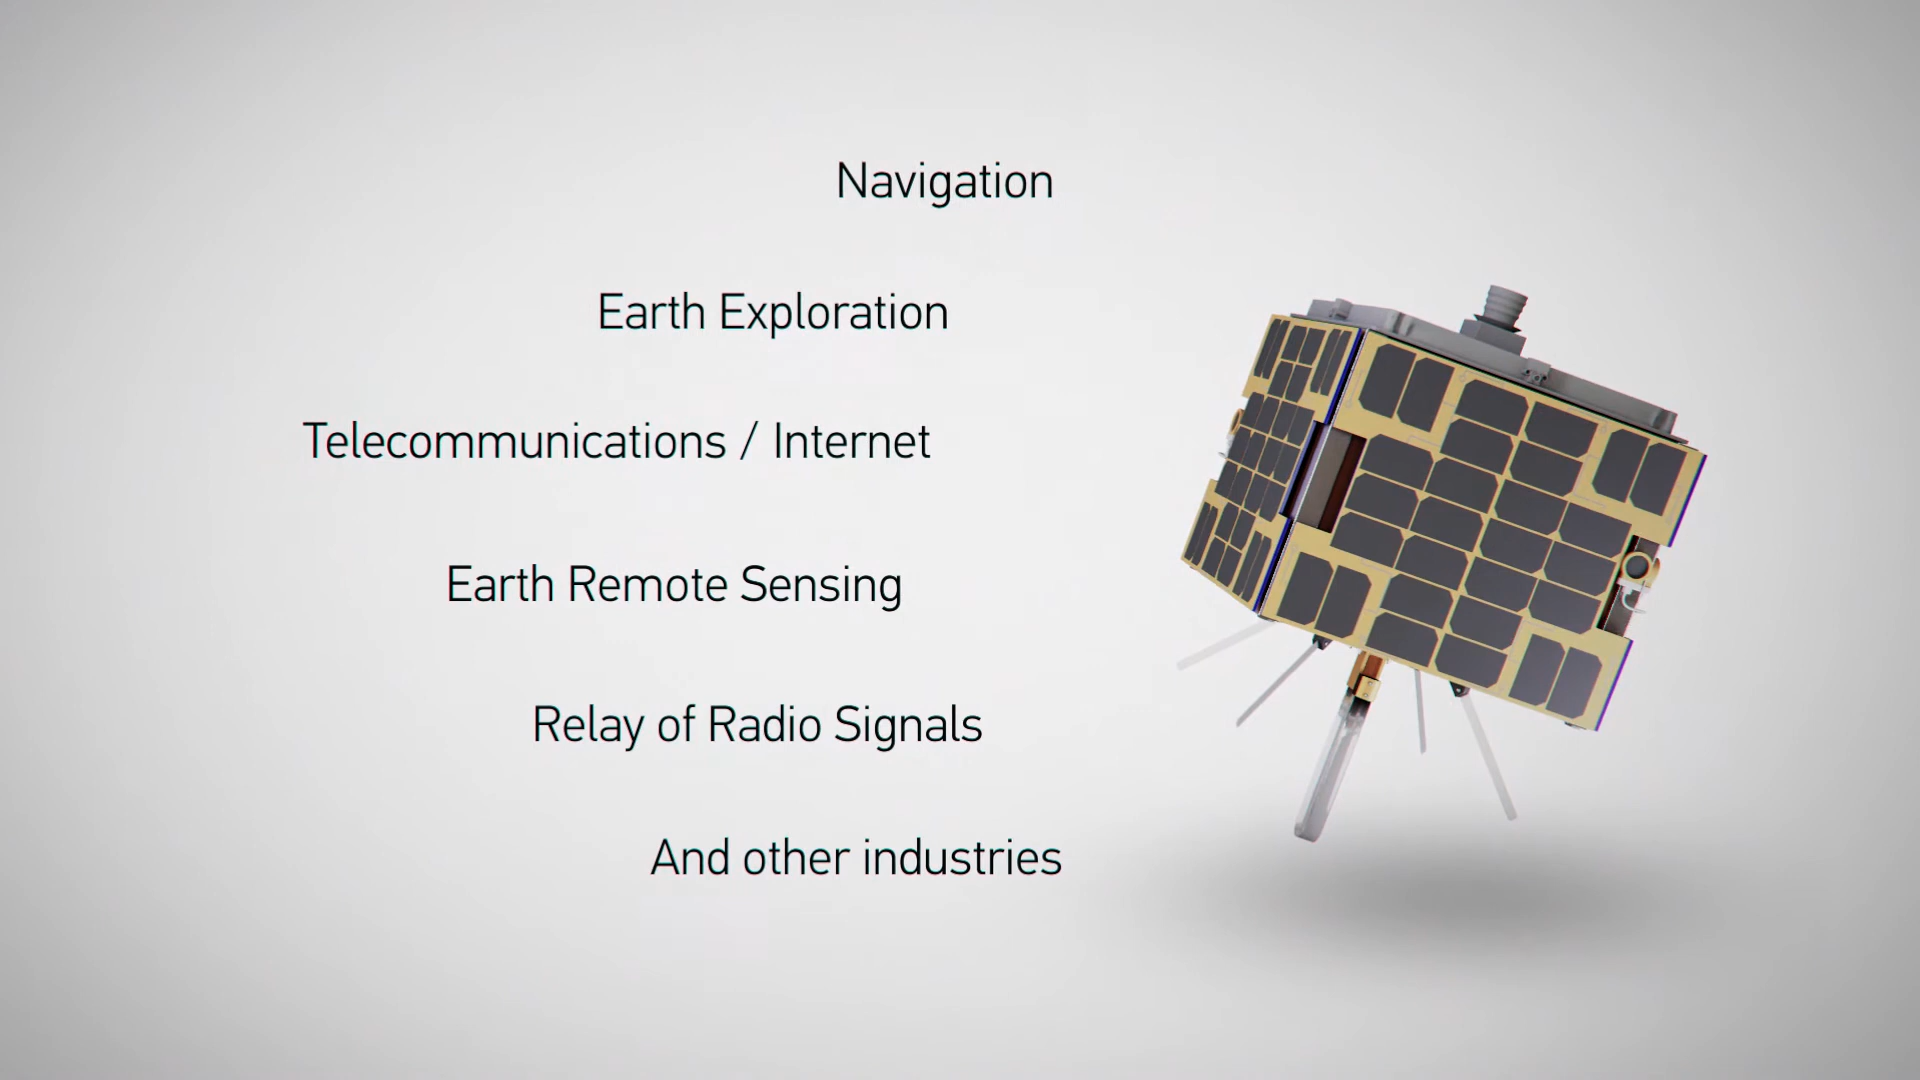 Navigation
Earth Exploration
Telecommunications / Internet
Earth Remote Sensing
Relay of Radio Signals
And other industries